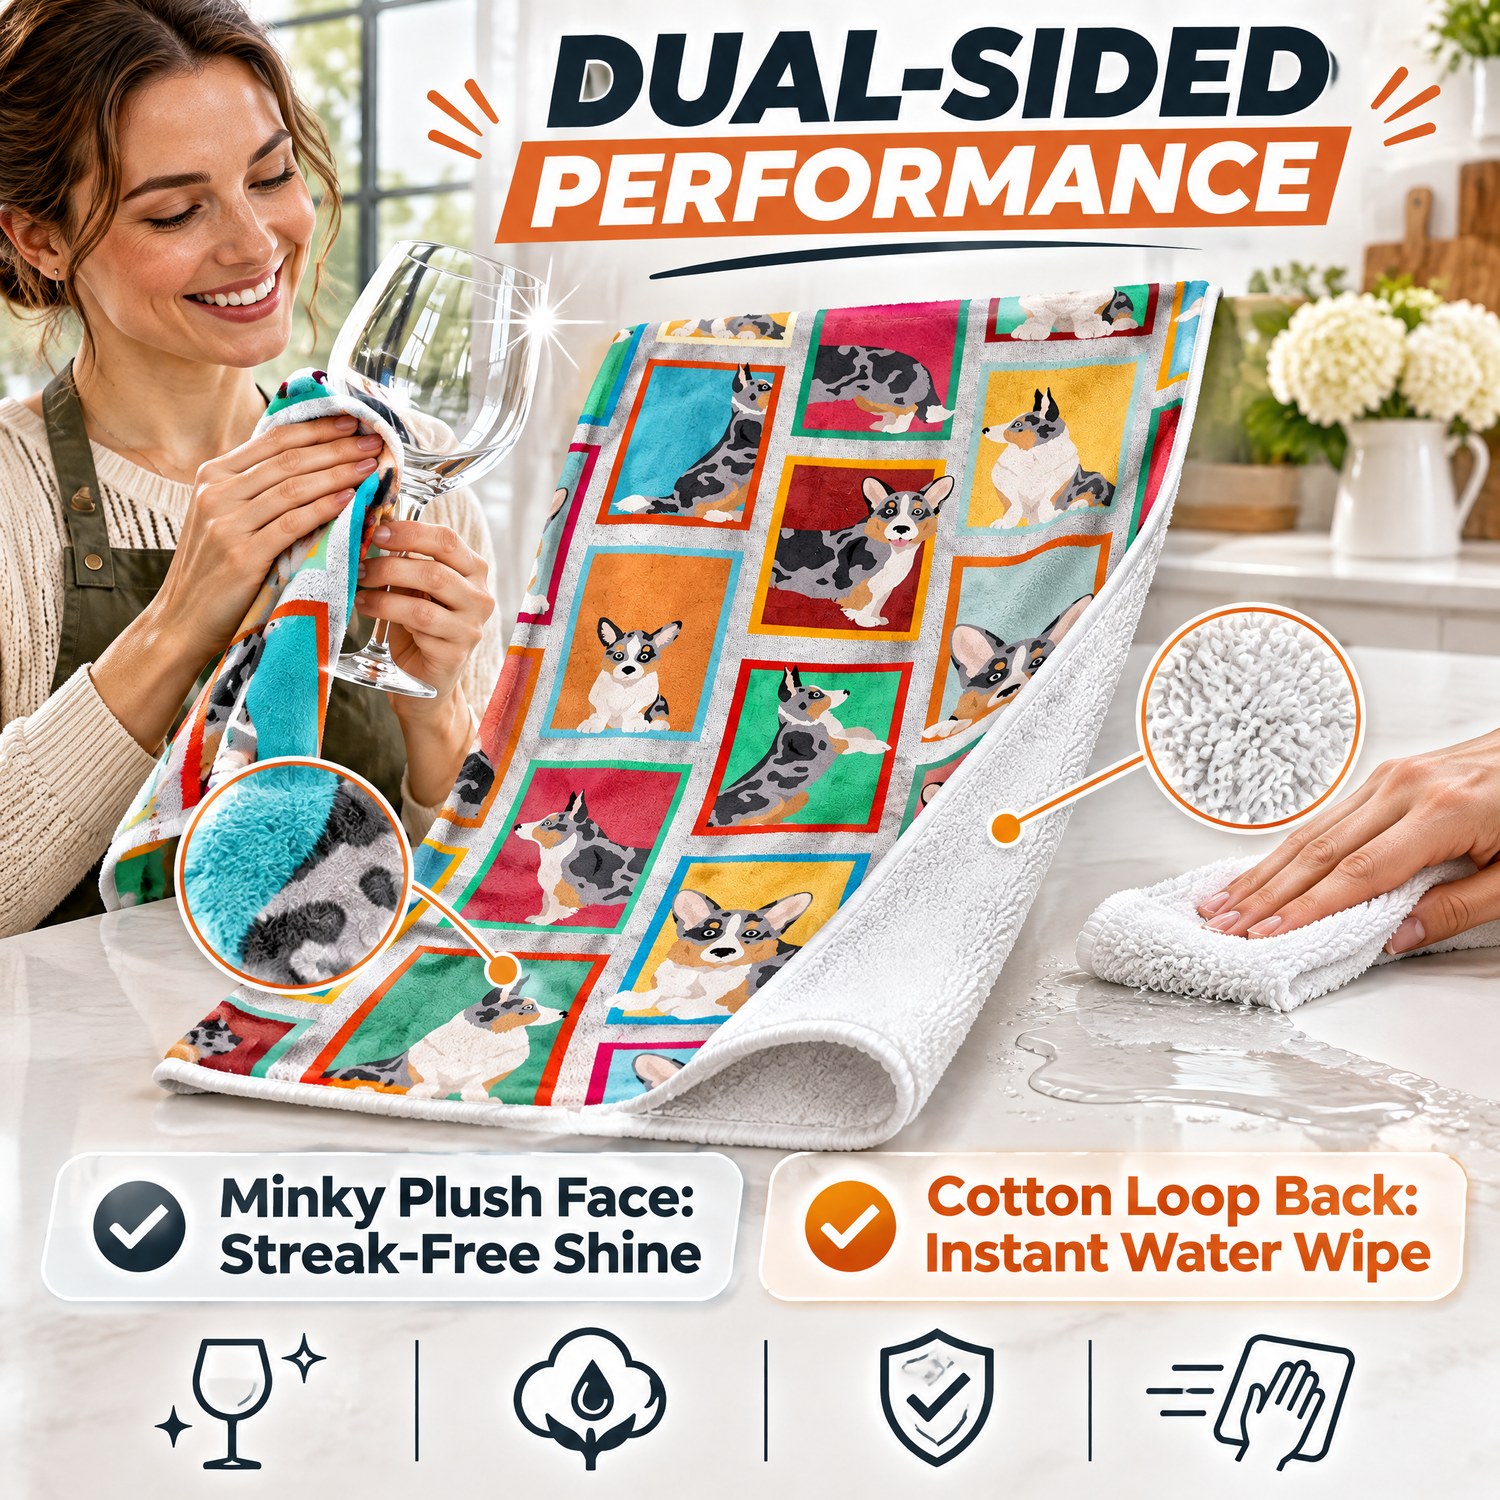 DUAL-SIDED
PERFORMANCE
Minky Plush Face:
Streak-Free Shine
Cotton Loop Back:
Instant Water Wipe